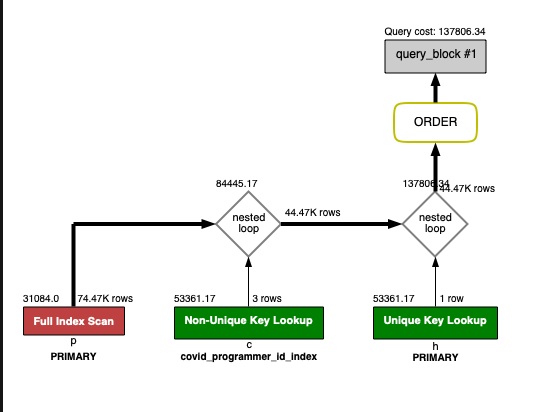 Query cost: 137806.34
query_block #1
ORDER
84445.17
137806.34
44.47K rows
nested
loop
44.47K rows
nested
loop
31084.0
74.47K rows
53361.17
3 rows
53361.17
1 row
Full Index Scan
Non-Unique Key Lookup
Unique Key Lookup
p
c
h
PRIMARY
covid_programmer_id_index
PRIMARY